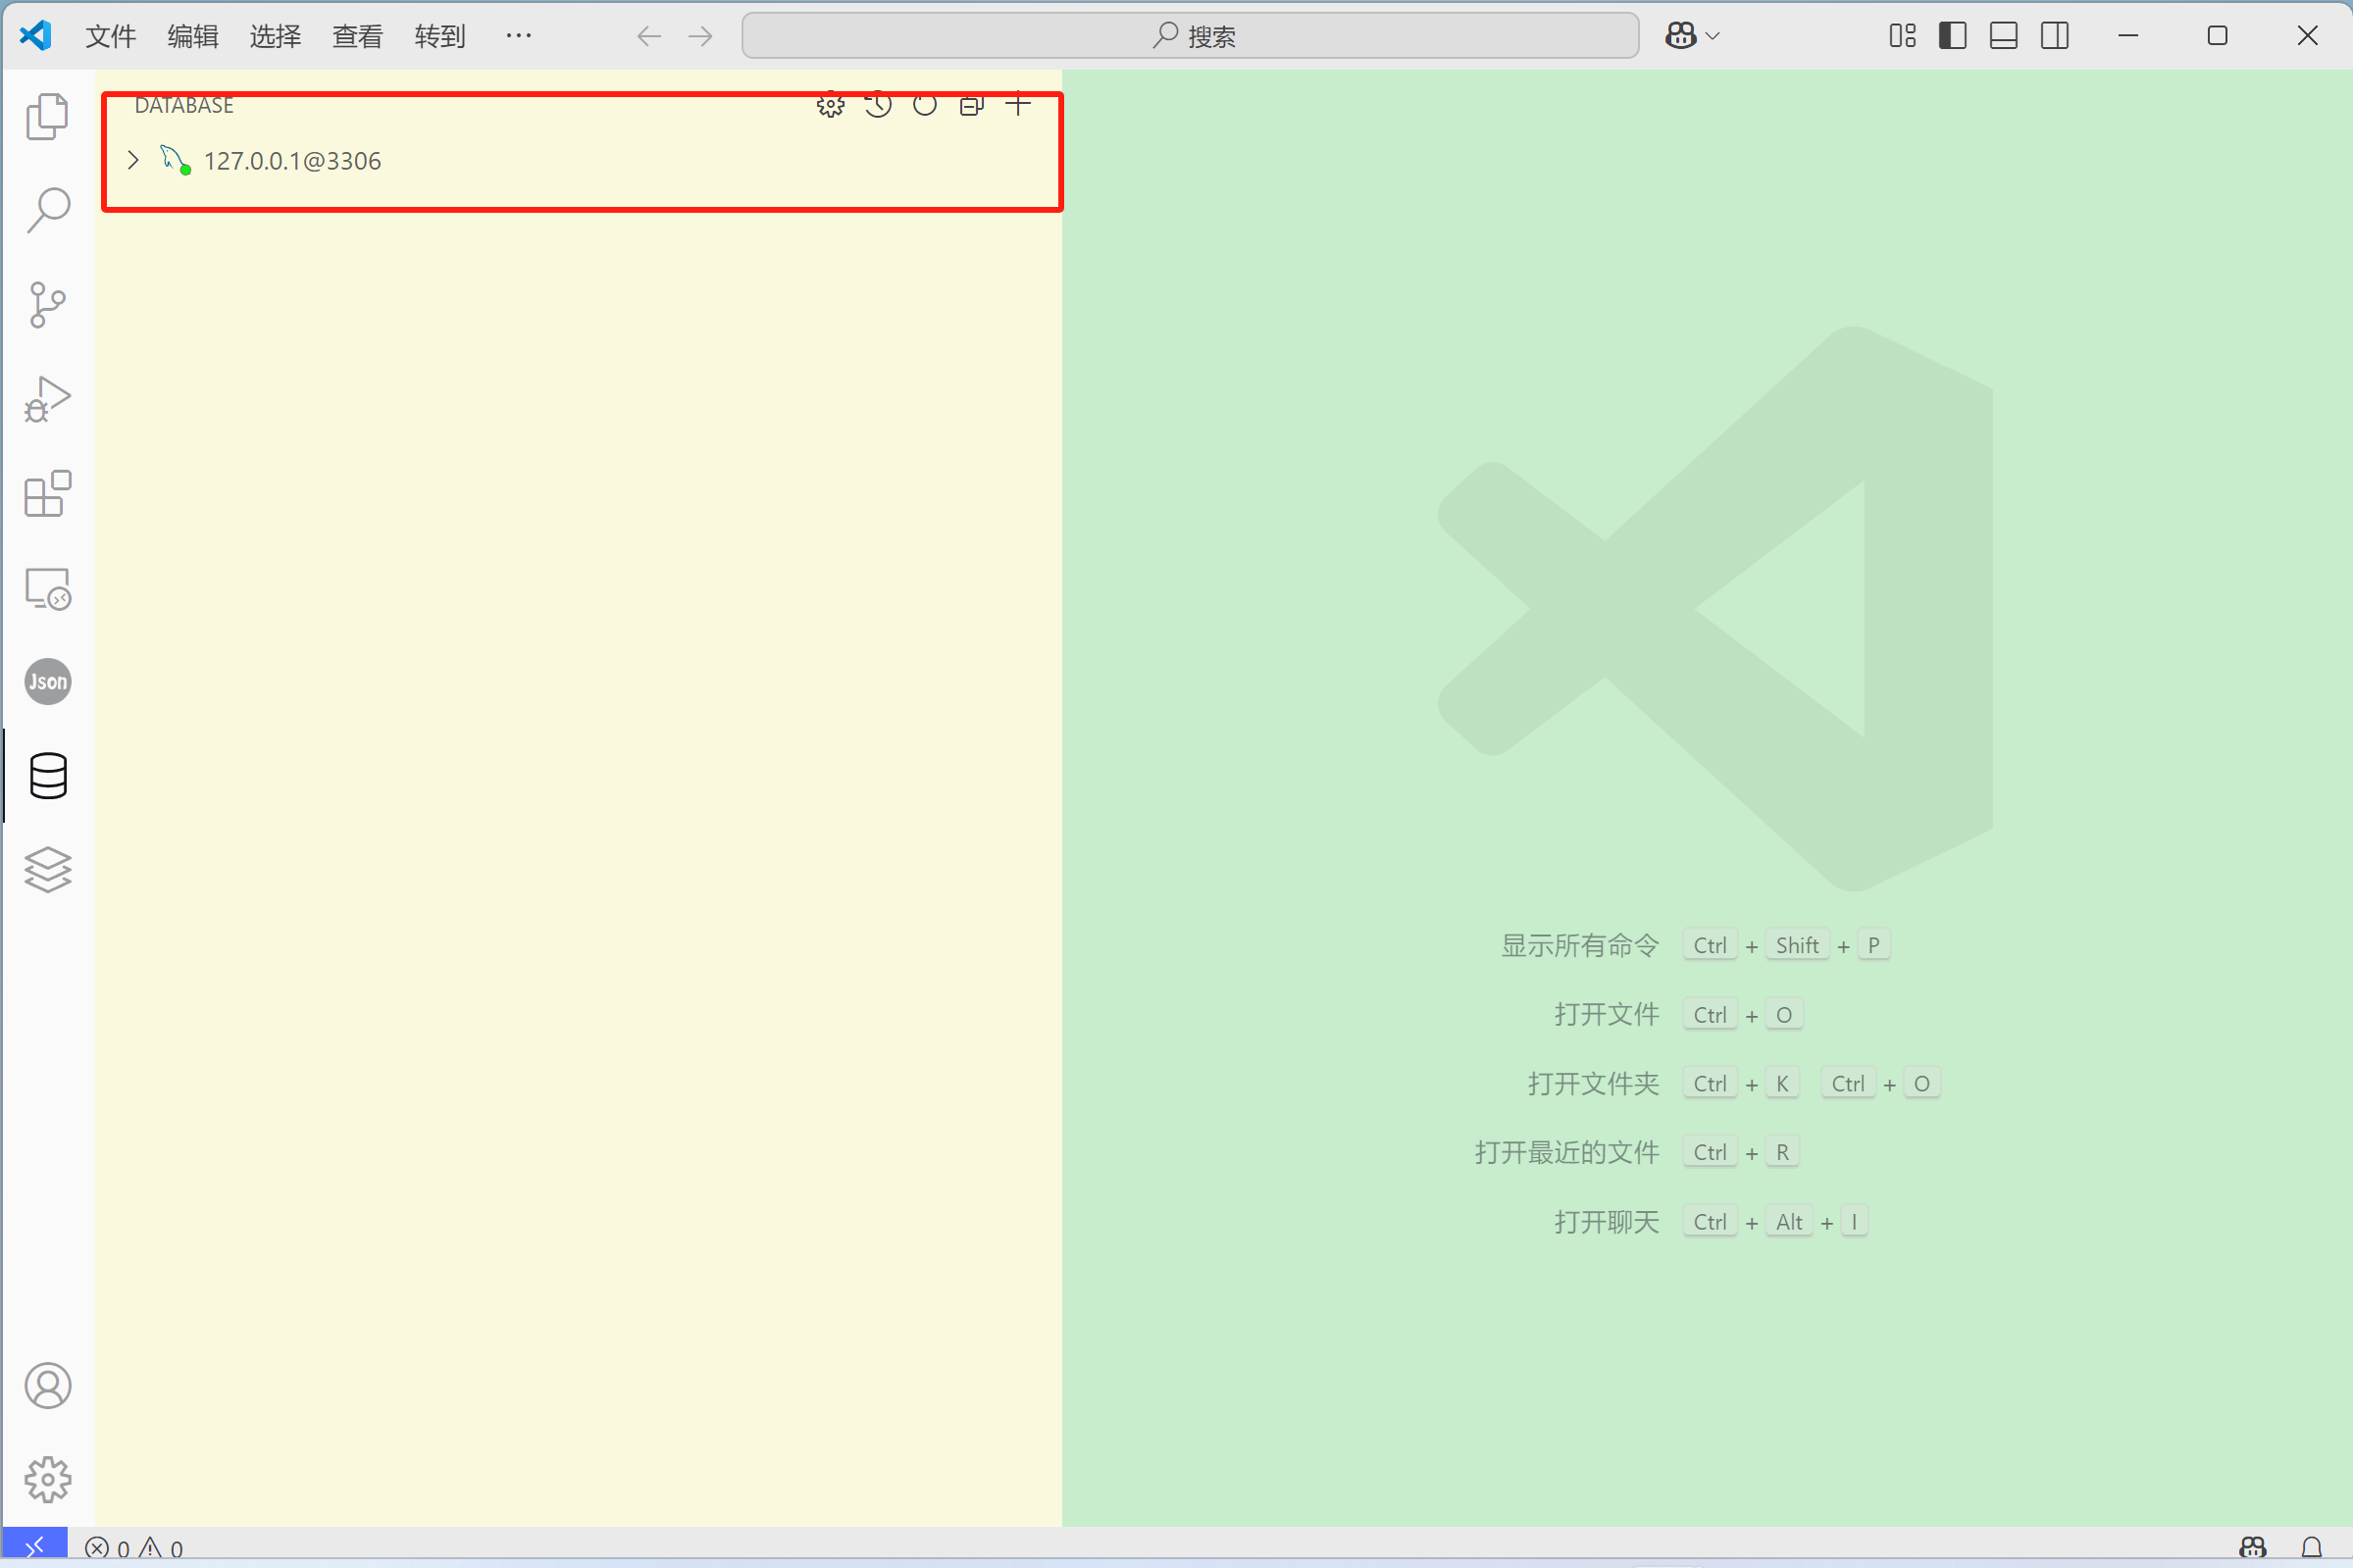 文件 编辑 选择 查看 转到 ··· 搜索
DATABASE
127.0.0.1@3306
Json
显示所有命令 Ctrl + Shift + P
打开文件 Ctrl + O
打开文件夹 Ctrl + K Ctrl + O
打开最近的文件 Ctrl + R
打开聊天 Ctrl + Alt + I
0 0